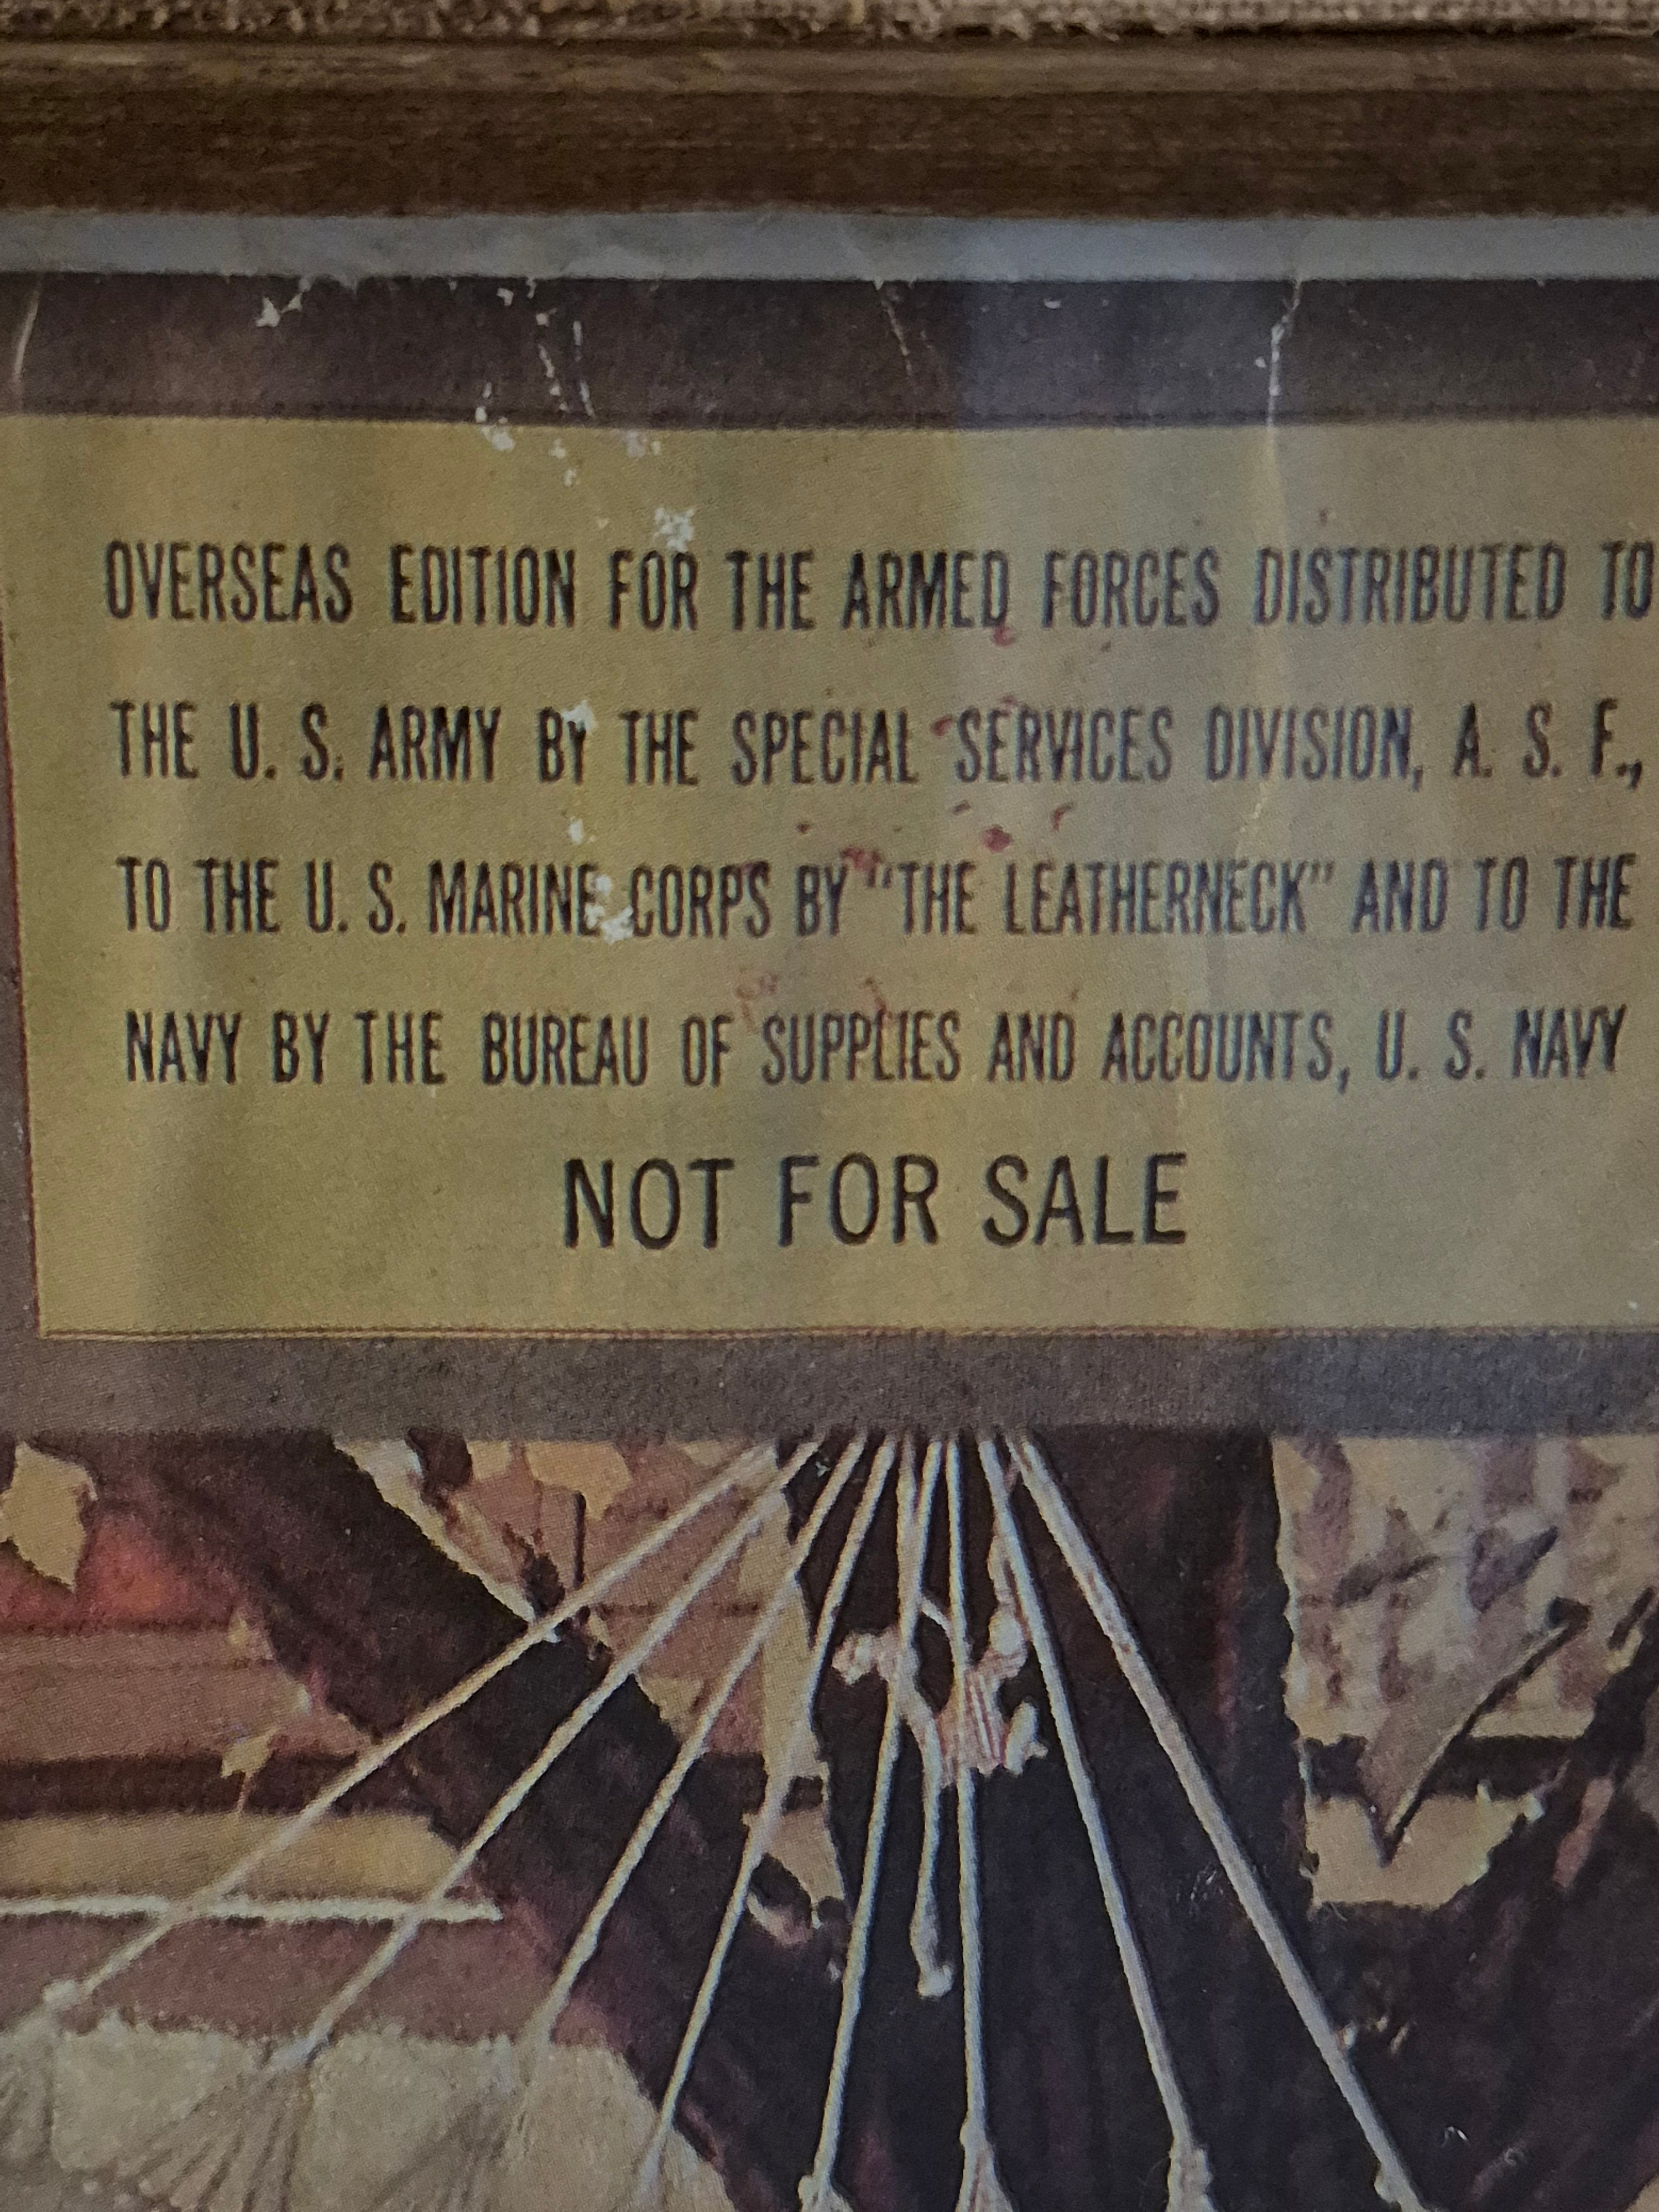 OVERSEAS EDITION FOR THE ARMED FORCES DISTRIBUTED TO
THE U. S. ARMY BY THE SPECIAL SERVICES DIVISION, A. S. F.,
TO THE U. S. MARINE CORPS BY "THE LEATHERNECK" AND TO THE
NAVY BY THE BUREAU OF SUPPLIES AND ACCOUNTS, U. S. NAVY
NOT FOR SALE